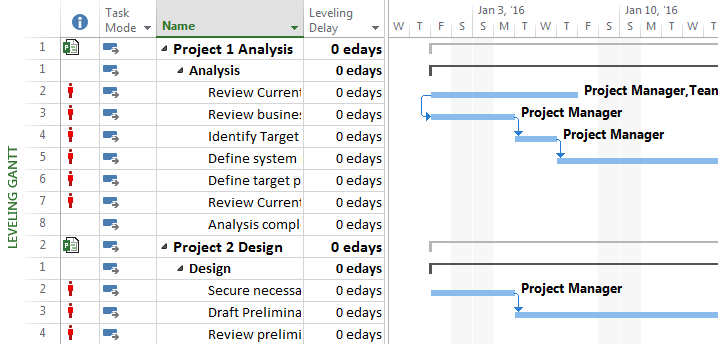 Task Mode Name Leveling Delay Jan 3, '16 Jan 10, '16
W T F S S M T W T F S S M T
1 Project 1 Analysis 0 edays
1 Analysis 0 edays
2 Review Current 0 edays Project Manager,Team
3 Review busines 0 edays Project Manager
4 Identify Target 0 edays Project Manager
5 Define system 0 edays
6 Define target p 0 edays
7 Review Current 0 edays
8 Analysis compl 0 edays
2 Project 2 Design 0 edays
1 Design 0 edays
2 Secure necessa 0 edays Project Manager
3 Draft Prelimina 0 edays
4 Review prelimi 0 edays
LEVELING GANTT